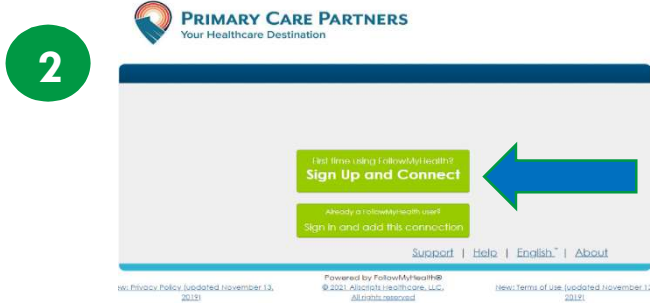 PRIMARY CARE PARTNERS
Your Healthcare Destination
2
First time using FollowMyHealth?
Sign Up and Connect
Already a FollowMyHealth user?
Sign in and add this connection
Support | Help | English | About
Powered by FollowMyHealth®
ew: Privacy Policy (updated November 13, 2019)
© 2021 Allscripts Healthcare, LLC.
All rights reserved
New: Terms of Use (updated November 13
2019)